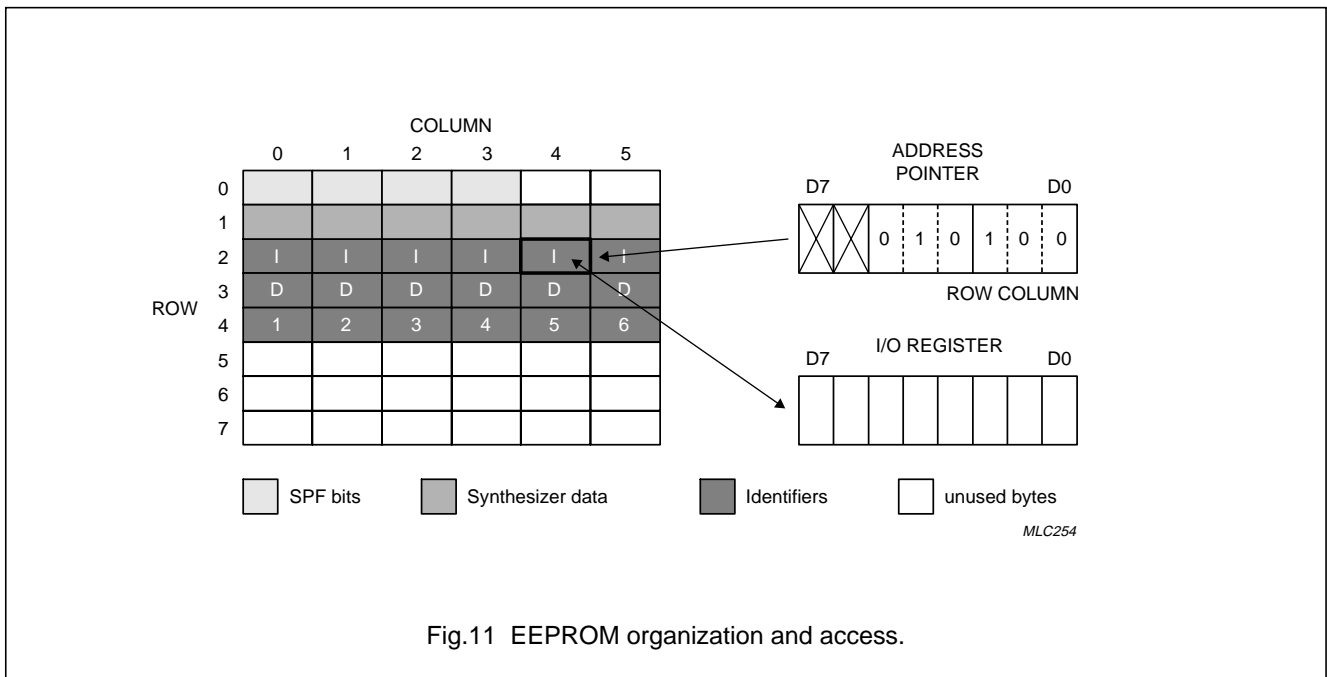 COLUMN
0 1 2 3 4 5
ROW
0
1
2 I I I I I I
3 D D D D D D
4 1 2 3 4 5 6
5
6
7
ADDRESS
POINTER
D7 D0
0 1 0 1 0 0
ROW COLUMN
I/O REGISTER
D7 D0
SPF bits Synthesizer data Identifiers unused bytes
MLC254
Fig.11 EEPROM organization and access.